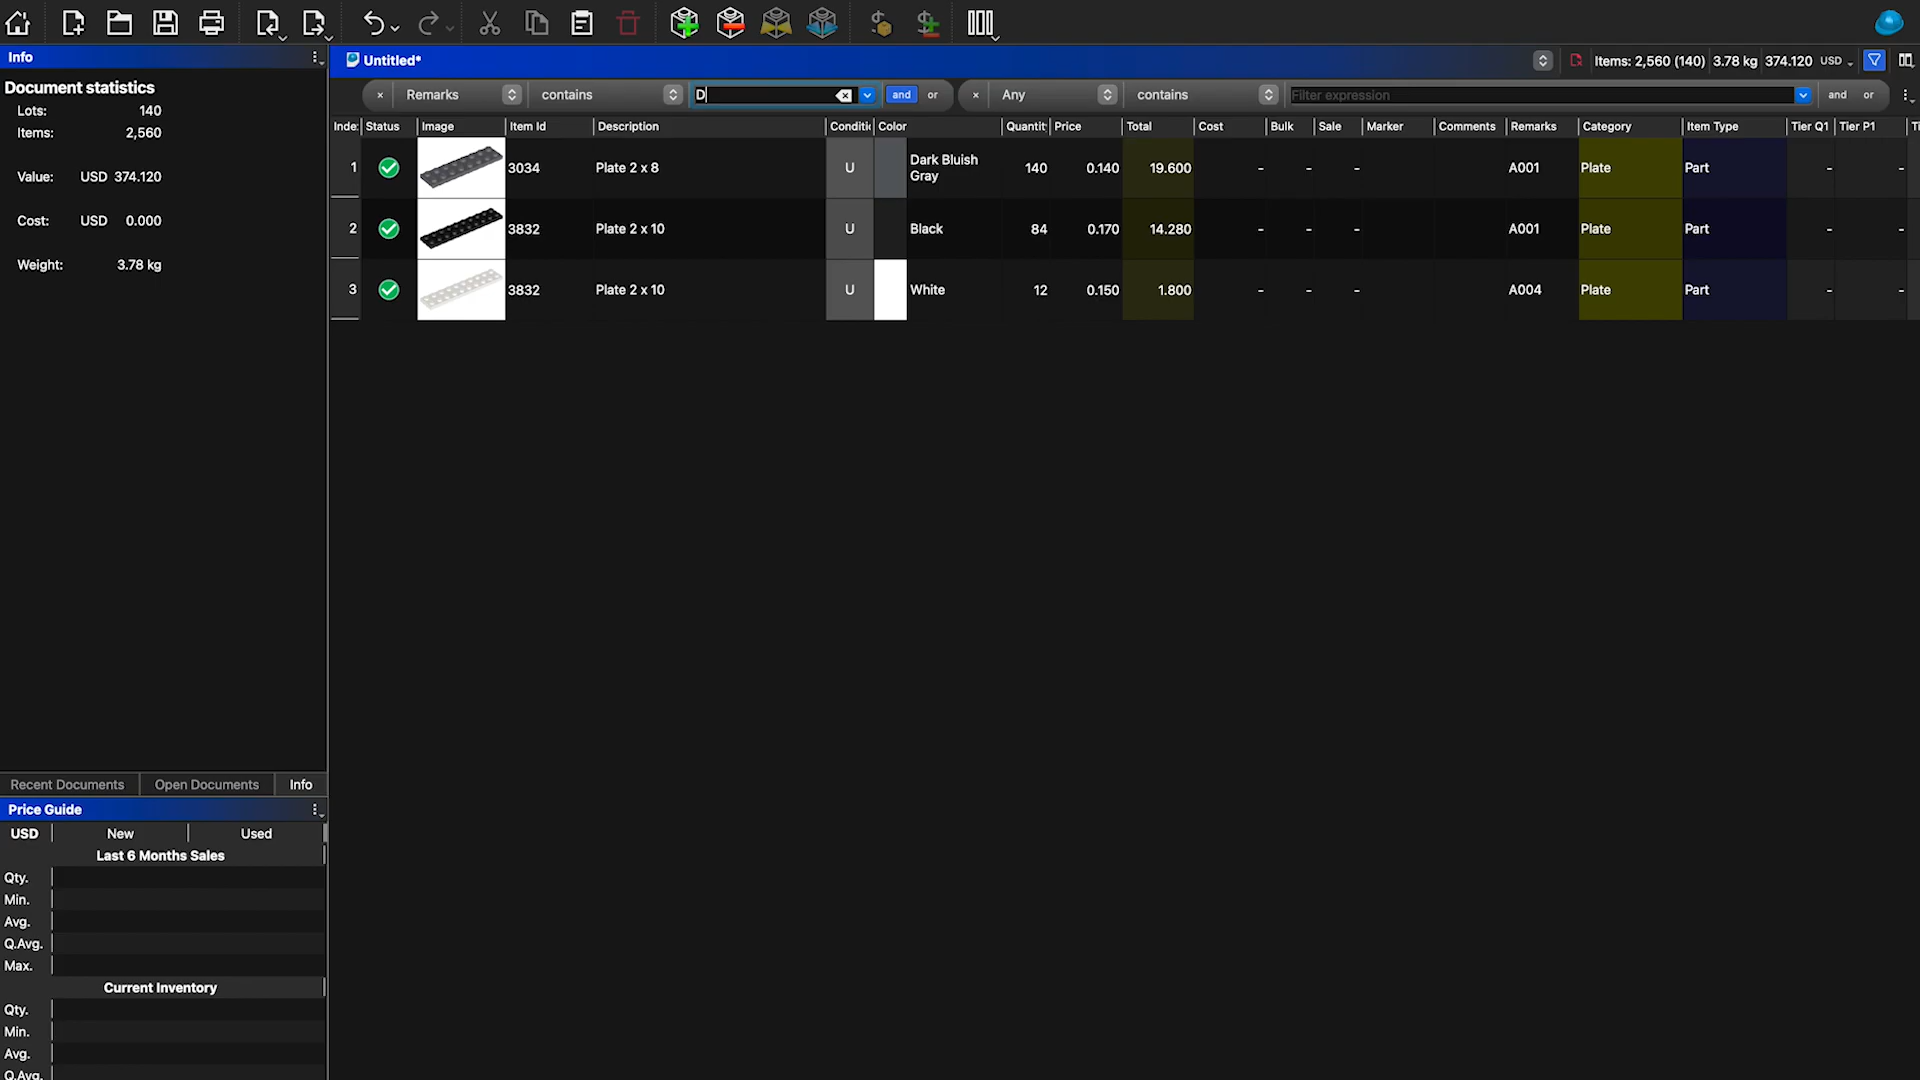 Info
Untitled*
Items: 2,560 (140) 3.78 kg 374.120 USD
Document statistics
Lots: 140
Items: 2,560
Value: USD 374.120
Cost: USD 0.000
Weight: 3.78 kg
× Remarks contains D and or × Any contains Filter expression and or
Inde: Status Image Item Id Description Conditi Color Quantit Price Total Cost Bulk Sale Marker Comments Remarks Category Item Type Tier Q1 Tier P1 Ti
1 3034 Plate 2 x 8 U Dark Bluish Gray 140 0.140 19.600 - - - A001 Plate Part - -
2 3832 Plate 2 x 10 U Black 84 0.170 14.280 - - - A001 Plate Part - -
3 3832 Plate 2 x 10 U White 12 0.150 1.800 - - - A004 Plate Part - -
Recent Documents Open Documents Info
Price Guide
USD New Used
Last 6 Months Sales
Qty.
Min.
Avg.
Q.Avg.
Max.
Current Inventory
Qty.
Min.
Avg.
Q.Avg.